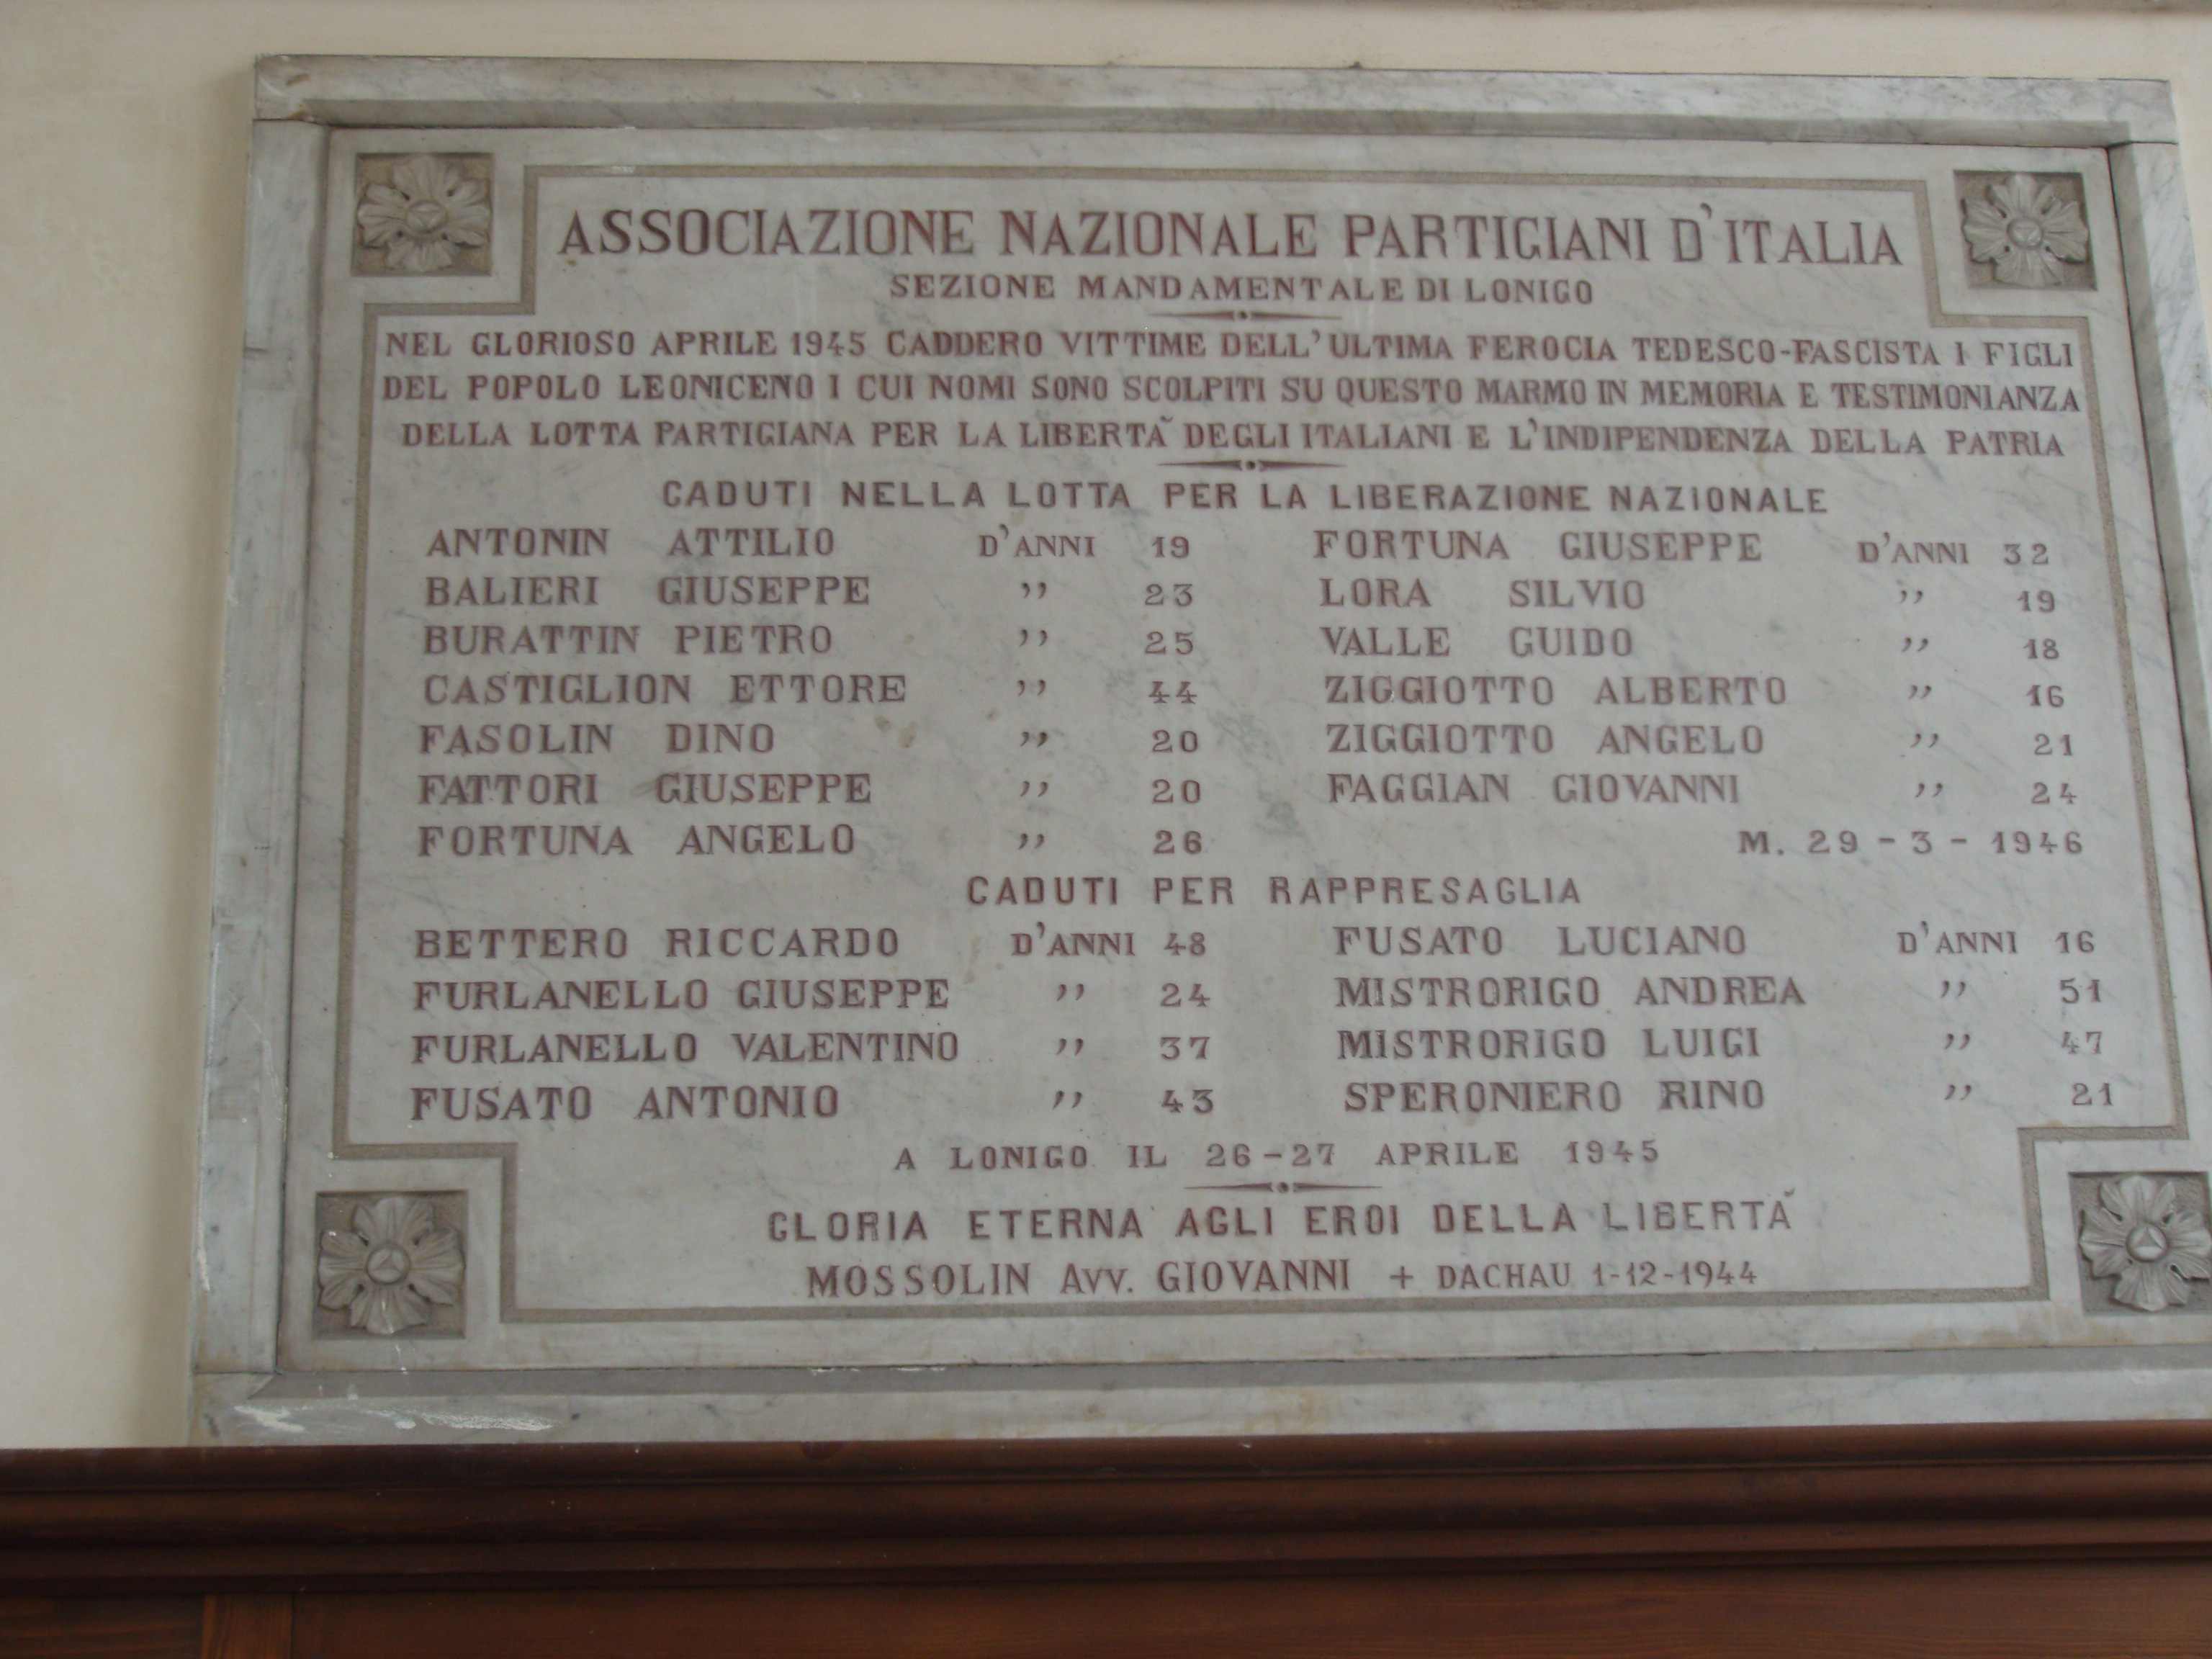 ASSOCIAZIONE NAZIONALE PARTIGIANI D'ITALIA
SEZIONE MANDAMENTALE DI LONIGO
NEL GLORIOSO APRILE 1945 CADDERO VITTIME DELL'ULTIMA FEROCIA TEDESCO-FASCISTA I FIGLI
DEL POPOLO LEONICENO I CUI NOMI SONO SCOLPITI SU QUESTO MARMO IN MEMORIA E TESTIMONIANZA
DELLA LOTTA PARTIGIANA PER LA LIBERTÀ DEGLI ITALIANI E L'INDIPENDENZA DELLA PATRIA
CADUTI NELLA LOTTA PER LA LIBERAZIONE NAZIONALE
ANTONIN ATTILIO D'ANNI 19 FORTUNA GIUSEPPE D'ANNI 32
BALIERI GIUSEPPE ,, 23 LORA SILVIO ,, 19
BURATTIN PIETRO ,, 25 VALLE GUIDO ,, 18
CASTIGLION ETTORE ,, 44 ZIGGIOTTO ALBERTO ,, 16
FASOLIN DINO ,, 20 ZIGGIOTTO ANGELO ,, 21
FATTORI GIUSEPPE ,, 20 FAGGIAN GIOVANNI ,, 24
FORTUNA ANGELO ,, 26 M. 29-3-1946
CADUTI PER RAPPRESAGLIA
BETTERO RICCARDO D'ANNI 48 FUSATO LUCIANO D'ANNI 16
FURLANELLO GIUSEPPE ,, 24 MISTRORIGO ANDREA ,, 51
FURLANELLO VALENTINO ,, 37 MISTRORIGO LUIGI ,, 47
FUSATO ANTONIO ,, 43 SPERONIERO RINO ,, 21
A LONIGO IL 26-27 APRILE 1945
GLORIA ETERNA AGLI EROI DELLA LIBERTÀ
MOSSOLIN AVV. GIOVANNI + DACHAU 1-12-1944